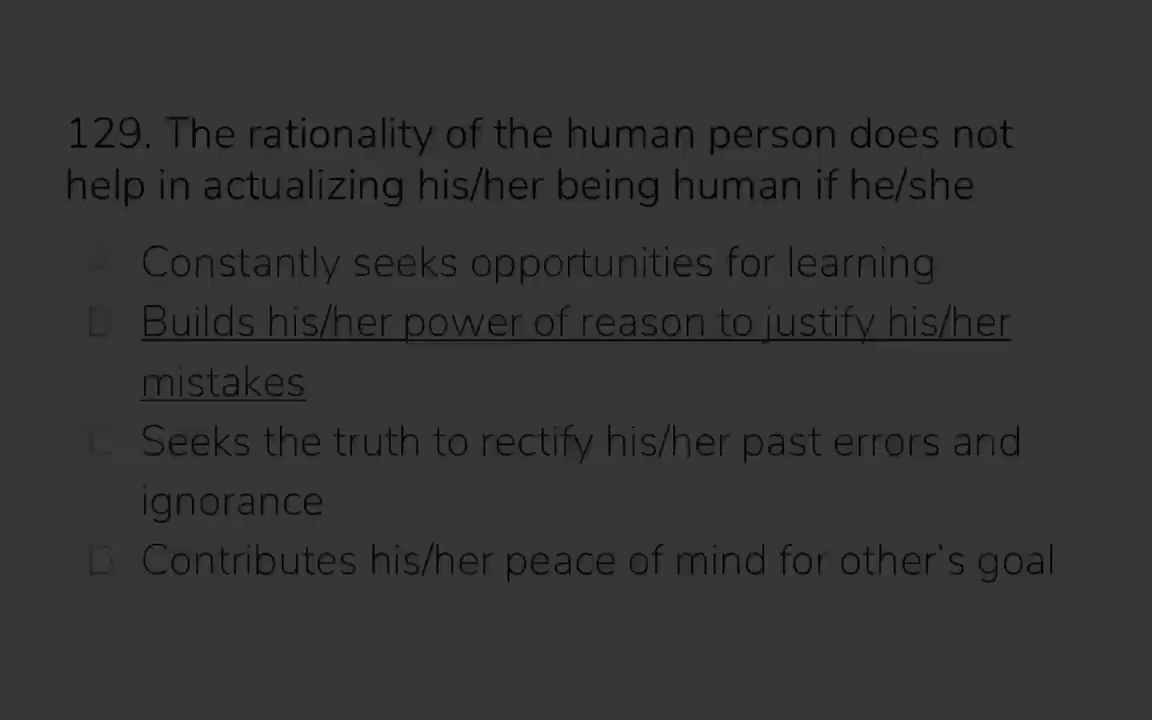 129. The rationality of the human person does not
help in actualizing his/her being human if he/she
A Constantly seeks opportunities for learning
B Builds his/her power of reason to justify his/her
mistakes
C Seeks the truth to rectify his/her past errors and
ignorance
D Contributes his/her peace of mind for other's goal